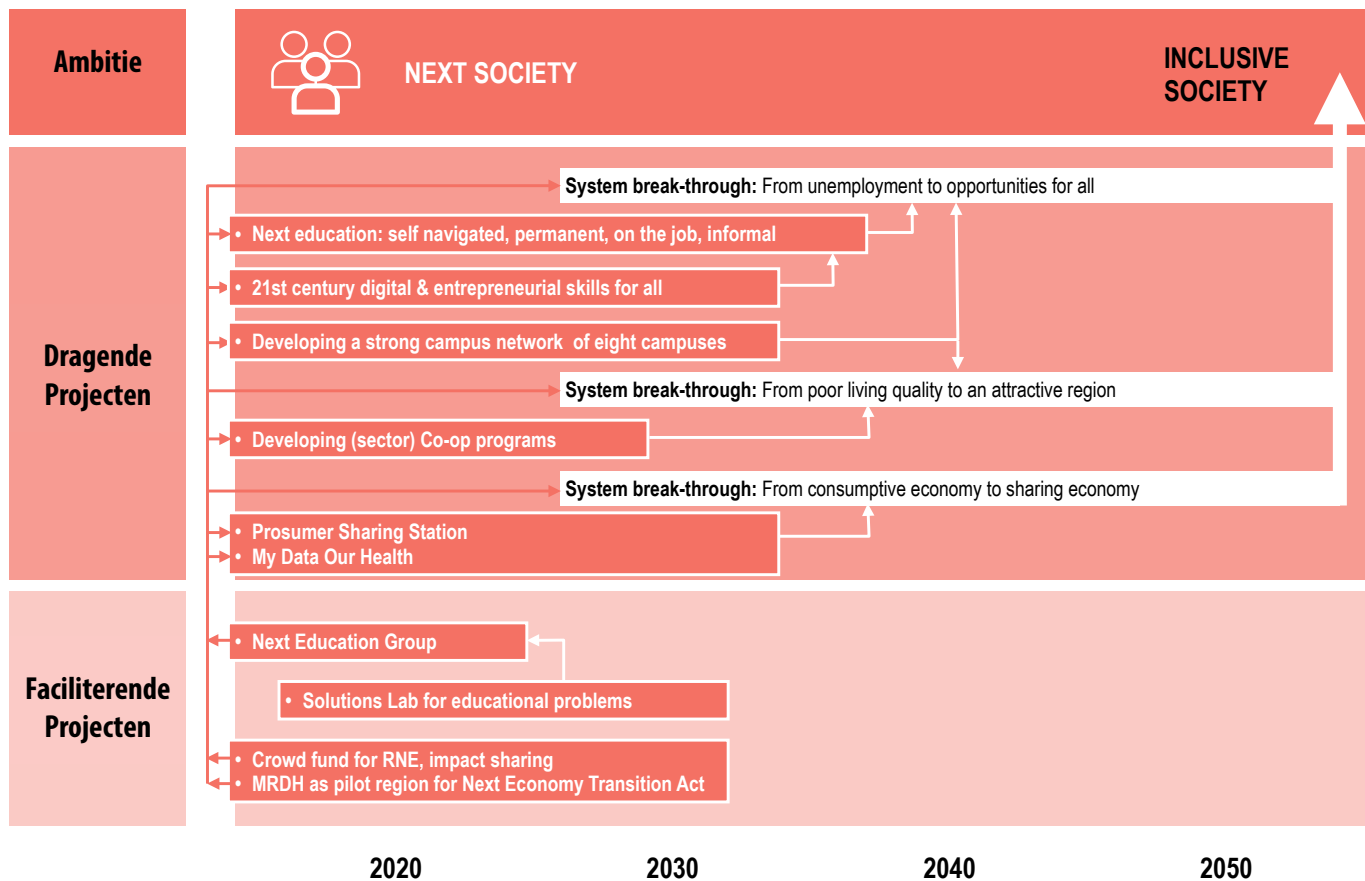 Ambitie
NEXT SOCIETY
INCLUSIVE
SOCIETY
Dragende
Projecten
System break-through: From unemployment to opportunities for all
• Next education: self navigated, permanent, on the job, informal
• 21st century digital & entrepreneurial skills for all
• Developing a strong campus network of eight campuses
System break-through: From poor living quality to an attractive region
• Developing (sector) Co-op programs
System break-through: From consumptive economy to sharing economy
• Prosumer Sharing Station
• My Data Our Health
Faciliterende
Projecten
• Next Education Group
• Solutions Lab for educational problems
• Crowd fund for RNE, impact sharing
• MRDH as pilot region for Next Economy Transition Act
2020 2030 2040 2050